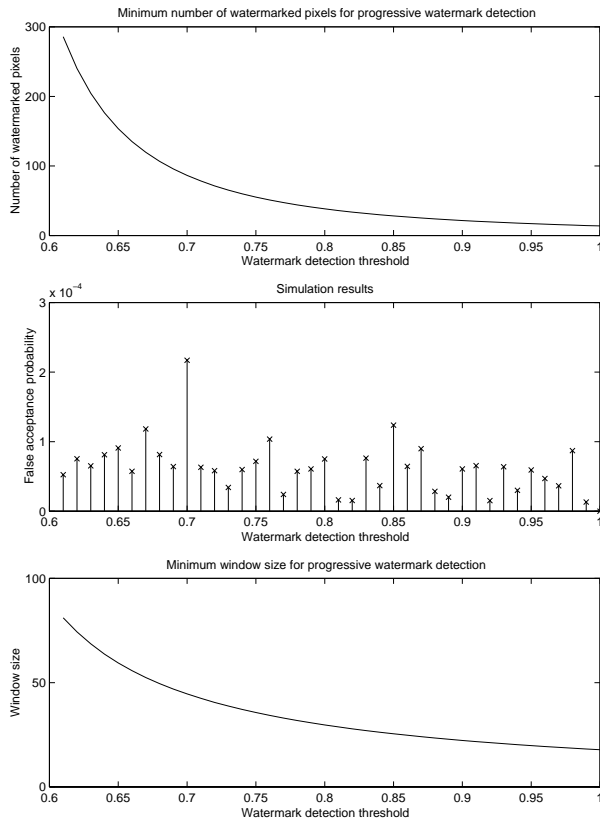 Minimum number of watermarked pixels for progressive watermark detection
300
200
100
0
Number of watermarked pixels
0.6 0.65 0.7 0.75 0.8 0.85 0.9 0.95 1
Watermark detection threshold
x 10^-4
Simulation results
3
2
1
0
False acceptance probability
0.6 0.65 0.7 0.75 0.8 0.85 0.9 0.95 1
Watermark detection threshold
Minimum window size for progressive watermark detection
100
50
0
Window size
0.6 0.65 0.7 0.75 0.8 0.85 0.9 0.95 1
Watermark detection threshold